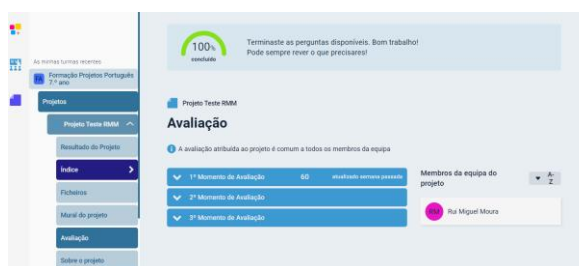 100%
concluído
Terminaste as perguntas disponíveis. Bom trabalho!
Pode sempre rever o que precisares!
As minhas turmas recentes
Formação Projetos Português
7.º ano
Projetos
Projeto Teste RMM
Resultado do Projeto
Índice
Ficheiros
Mural do projeto
Avaliação
Sobre o projeto
Projeto Teste RMM
Avaliação
A avaliação atribuída ao projeto é comum a todos os membros da equipa
1º Momento de Avaliação 60 atualizado semana passada
2º Momento de Avaliação
3º Momento de Avaliação
Membros da equipa do
projeto
A-
Z
RM Rui Miguel Moura